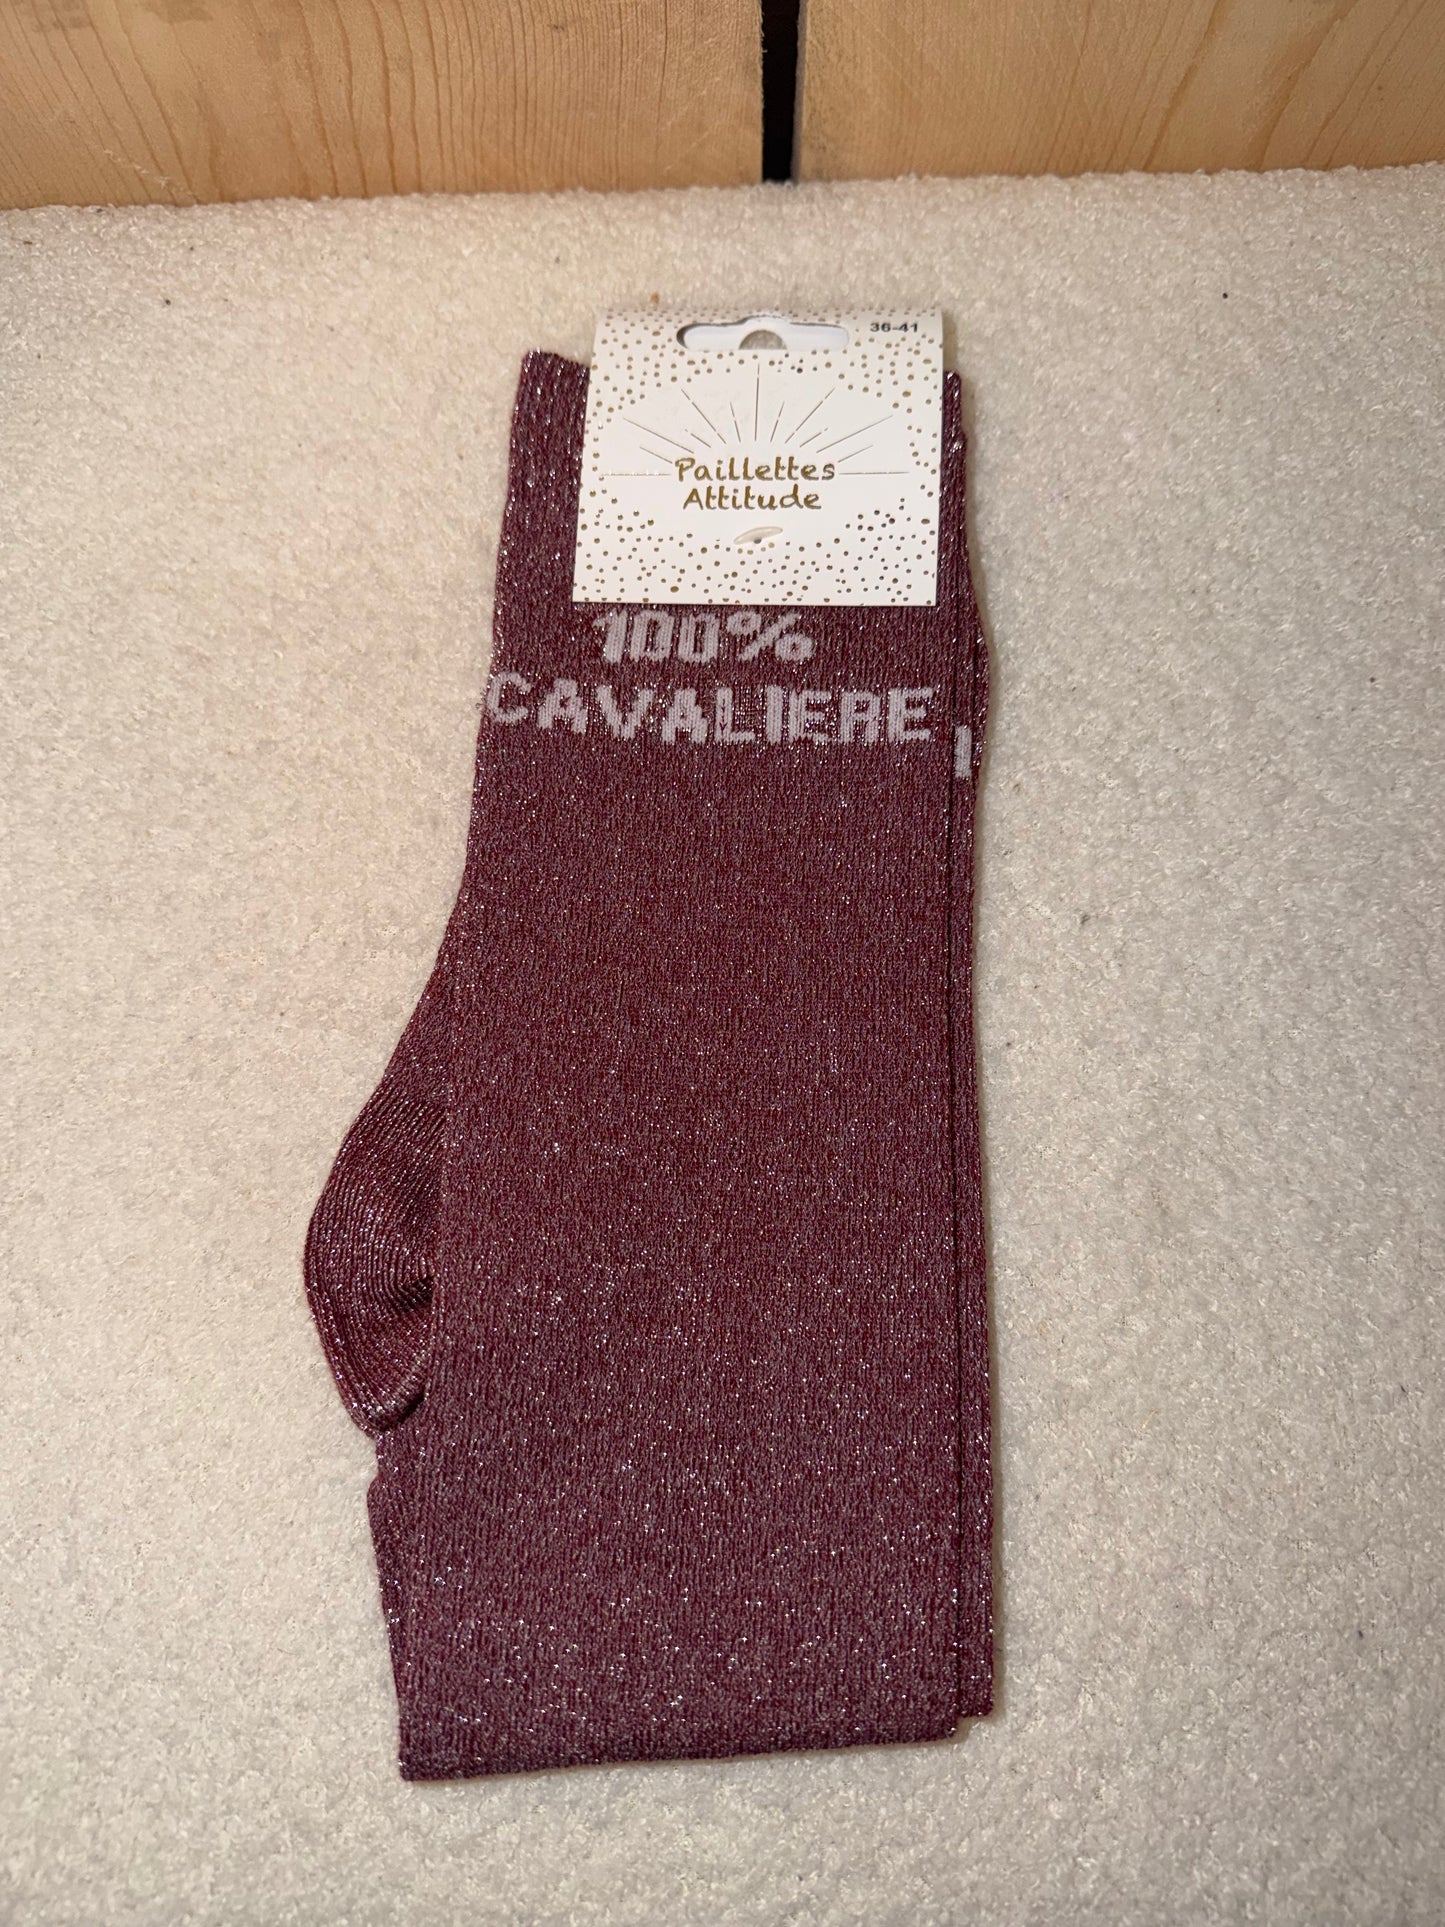 36-41
Paillettes
Attitude
100%
CAVALIERE